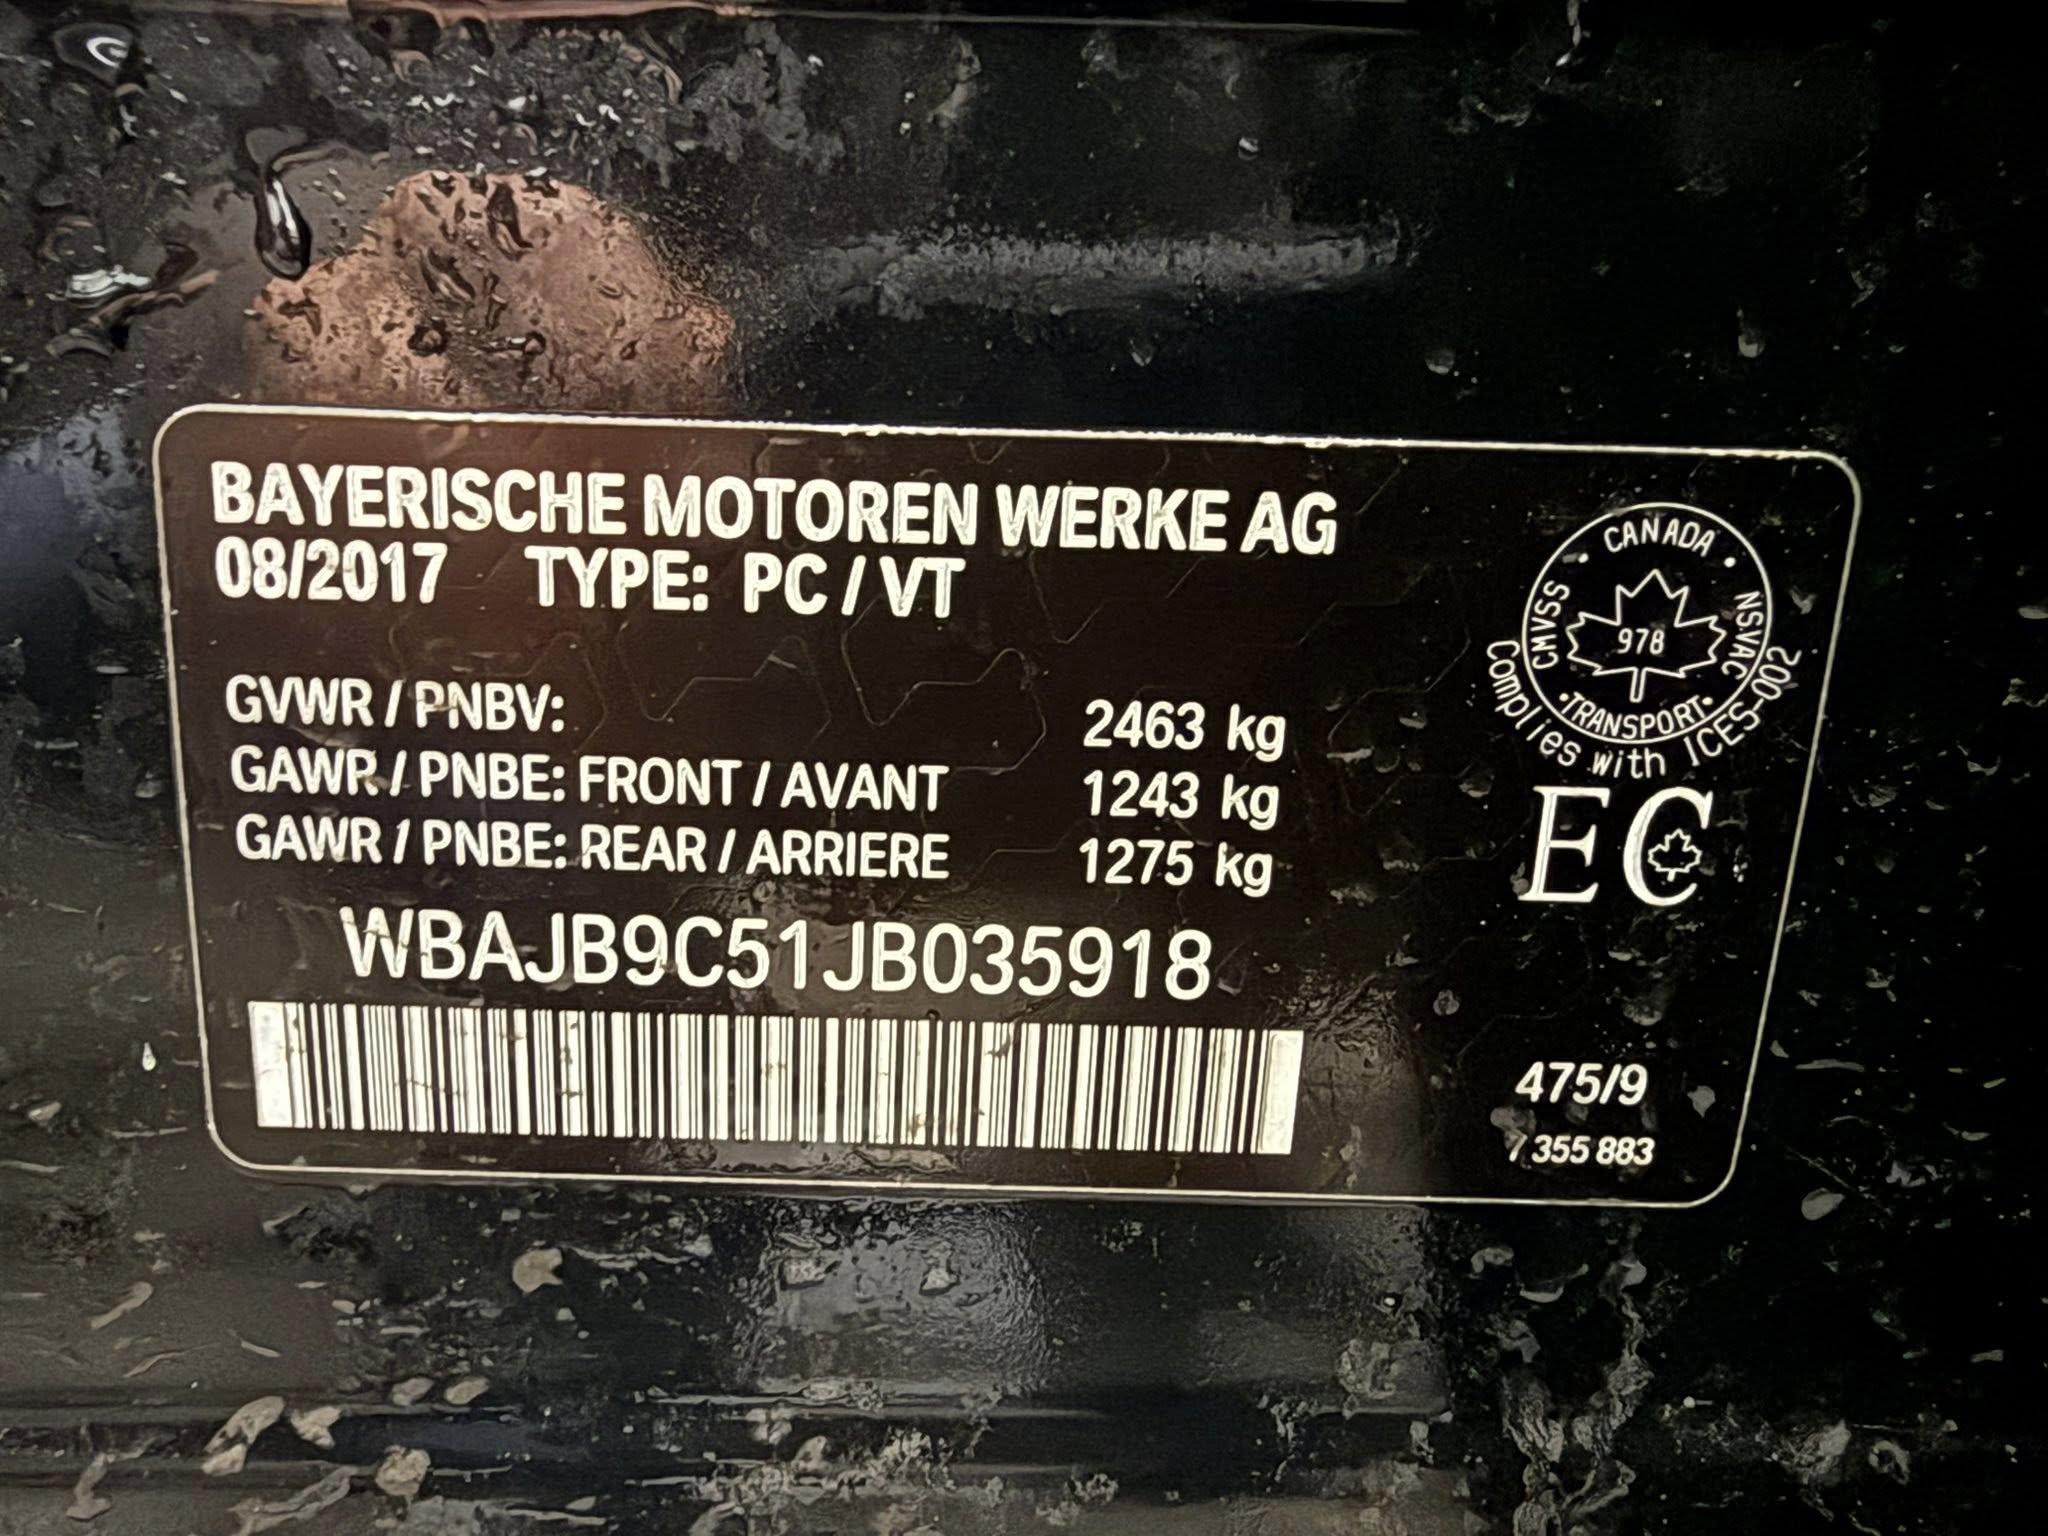 BAYERISCHE MOTOREN WERKE AG
08/2017 TYPE: PC / VT
GVWR / PNBV: 2463 kg
GAWR / PNBE: FRONT / AVANT 1243 kg
GAWR / PNBE: REAR / ARRIERE 1275 kg
WBAJB9C51JB035918
CANADA
CMVSS
978
NSVAC
TRANSPORT
Complies with ICES-002
EC
475/9
7 355 883